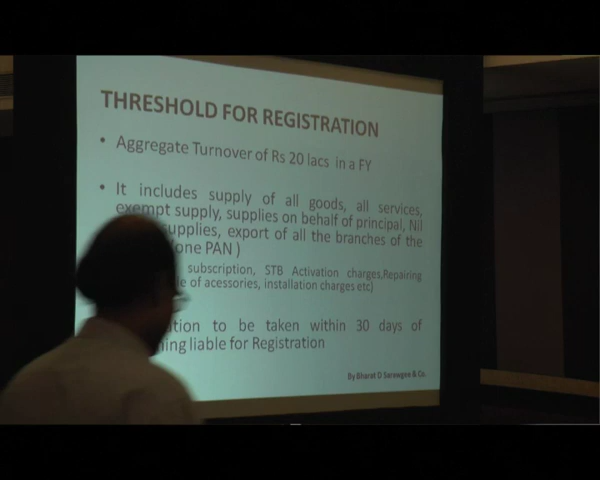 THRESHOLD FOR REGISTRATION
• Aggregate Turnover of Rs 20 lacs in a FY
• It includes supply of all goods, all services,
exempt supply, supplies on behalf of principal, Nil
supplies, export of all the branches of the
one PAN )
subscription, STB Activation charges,Repairing
of acessories, installation charges etc)
to be taken within 30 days of
liable for Registration
By Bharat D Sarawgee & Co.